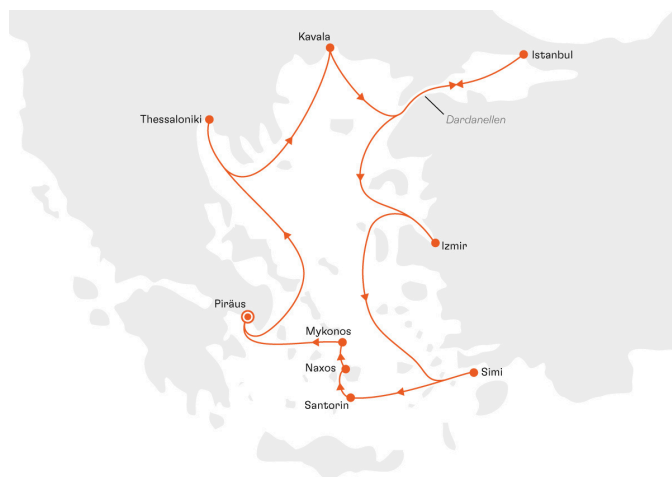 Kavala
Istanbul
Dardanellen
Thessaloniki
Izmir
Piräus
Mykonos
Naxos
Simi
Santorin